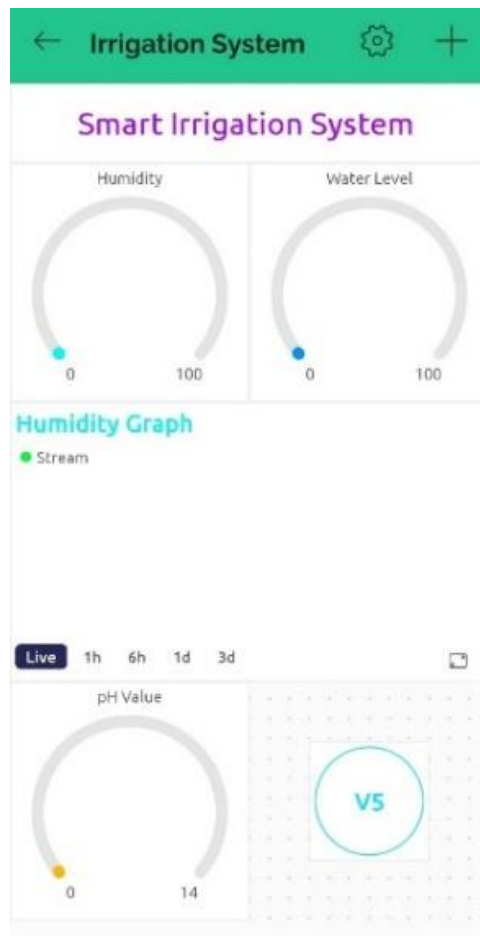 Irrigation System
Smart Irrigation System
Humidity
Water Level
0 100
0 100
Humidity Graph
Stream
Live 1h 6h 1d 3d
pH Value
0 14
V5